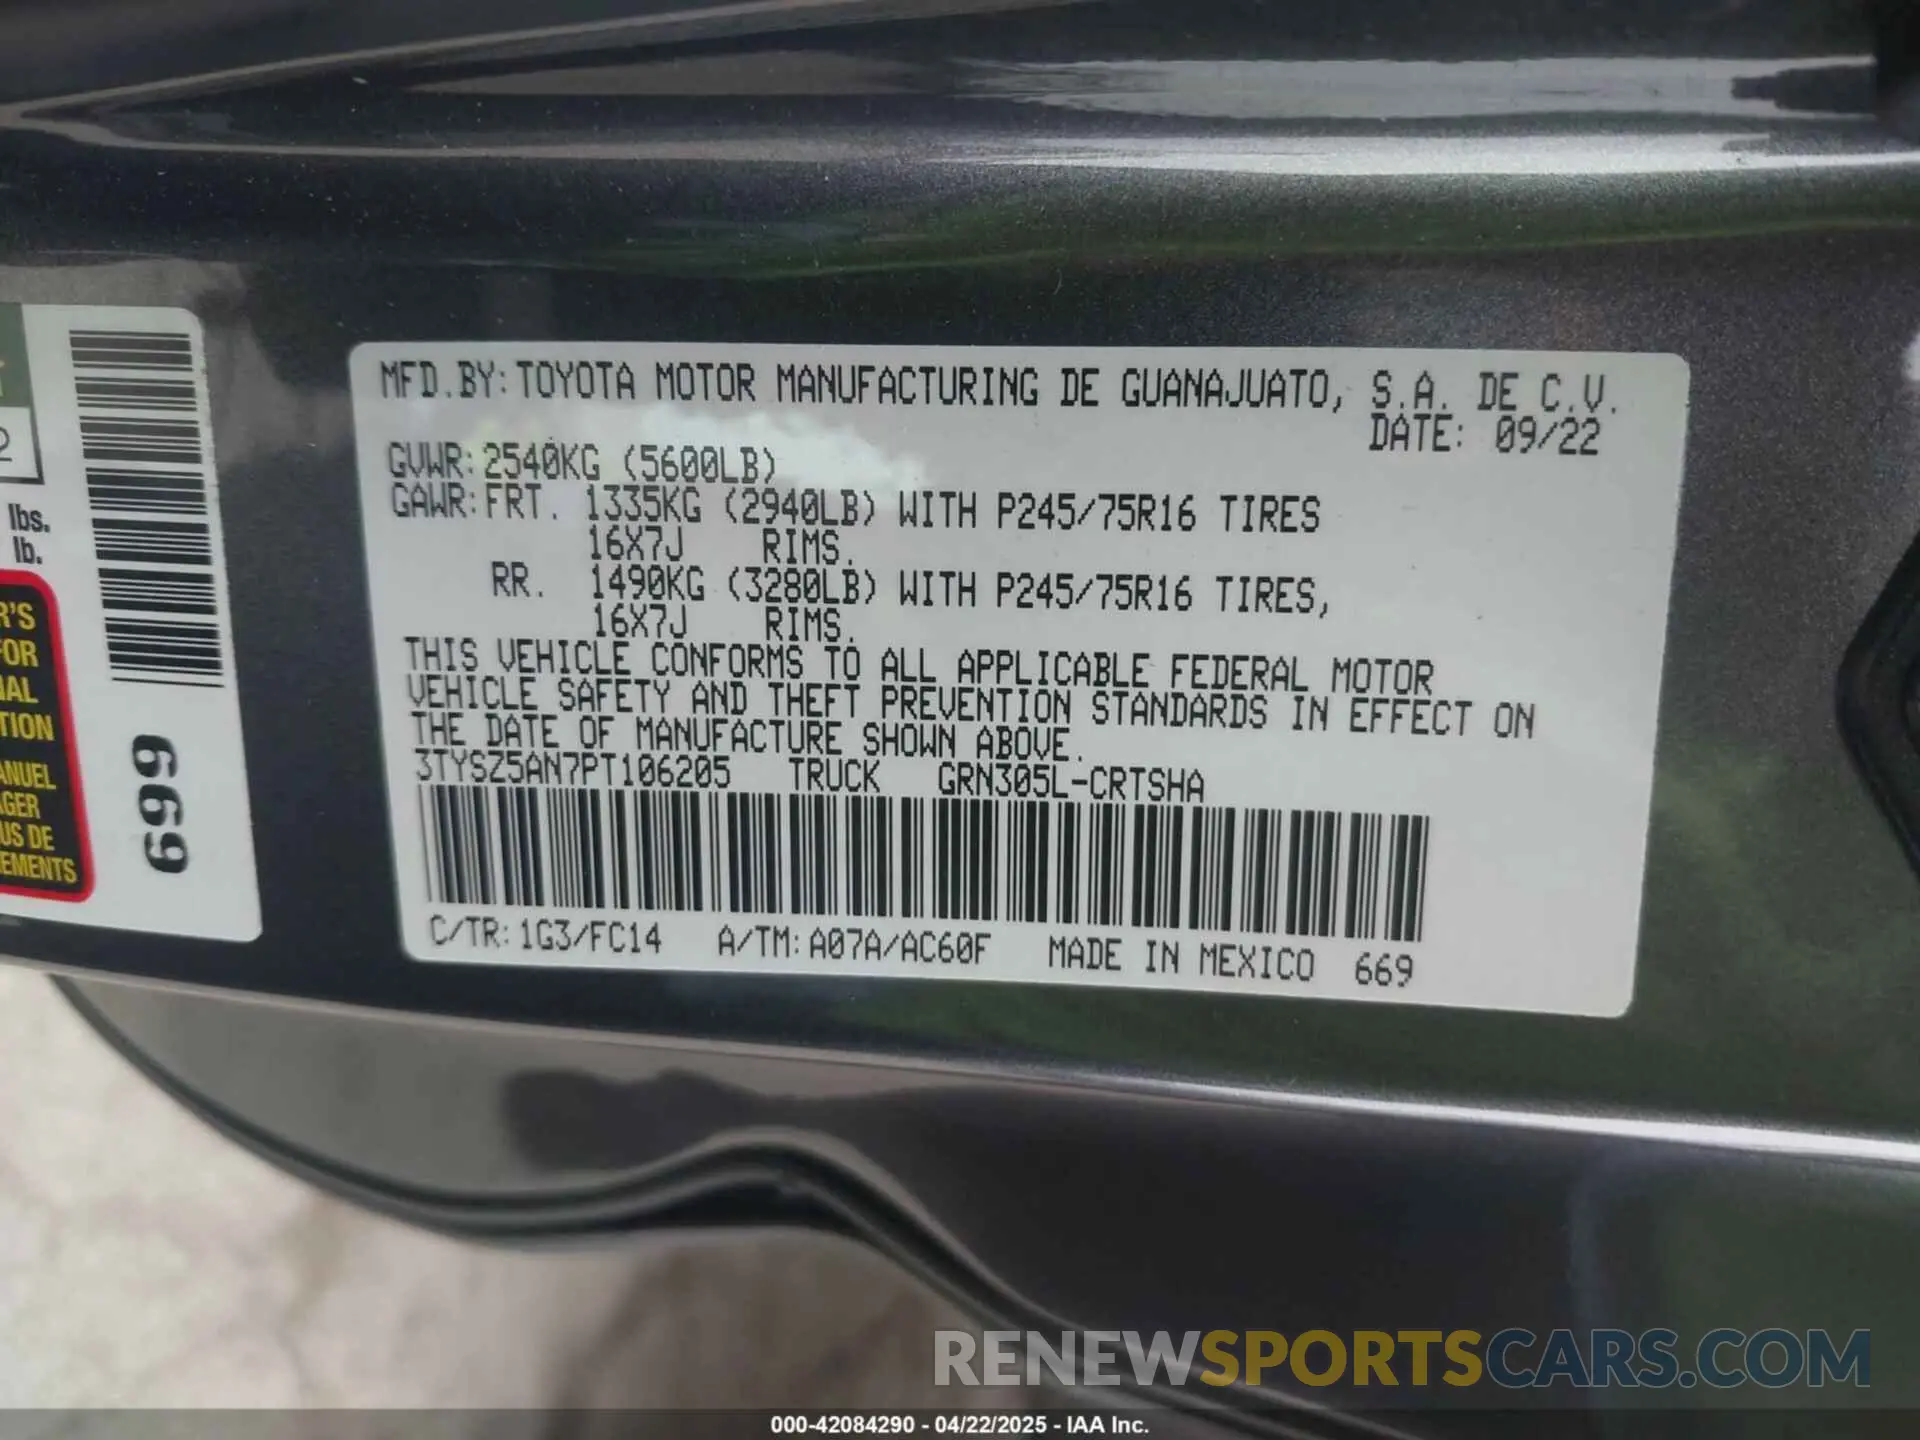 MFD.BY: TOYOTA MOTOR MANUFACTURING DE GUANAJUATO, S.A. DE C.V.
DATE: 09/22
GVWR: 2540KG (5600LB)
GAWR: FRT. 1335KG (2940LB) WITH P245/75R16 TIRES
16X7J RIMS.
RR. 1490KG (3280LB) WITH P245/75R16 TIRES,
16X7J RIMS.
THIS VEHICLE CONFORMS TO ALL APPLICABLE FEDERAL MOTOR
VEHICLE SAFETY AND THEFT PREVENTION STANDARDS IN EFFECT ON
THE DATE OF MANUFACTURE SHOWN ABOVE.
3TYSZ5AN7PT106205 TRUCK GRN305L-CRTSHA
C/TR: 1G3/FC14 A/TM: A07A/AC60F MADE IN MEXICO 669
2
lbs.
lb.
R'S
FOR
TION
DE
699
RENEWSPORTSCARS.COM
000-42084290 - 04/22/2025 - IAA Inc.